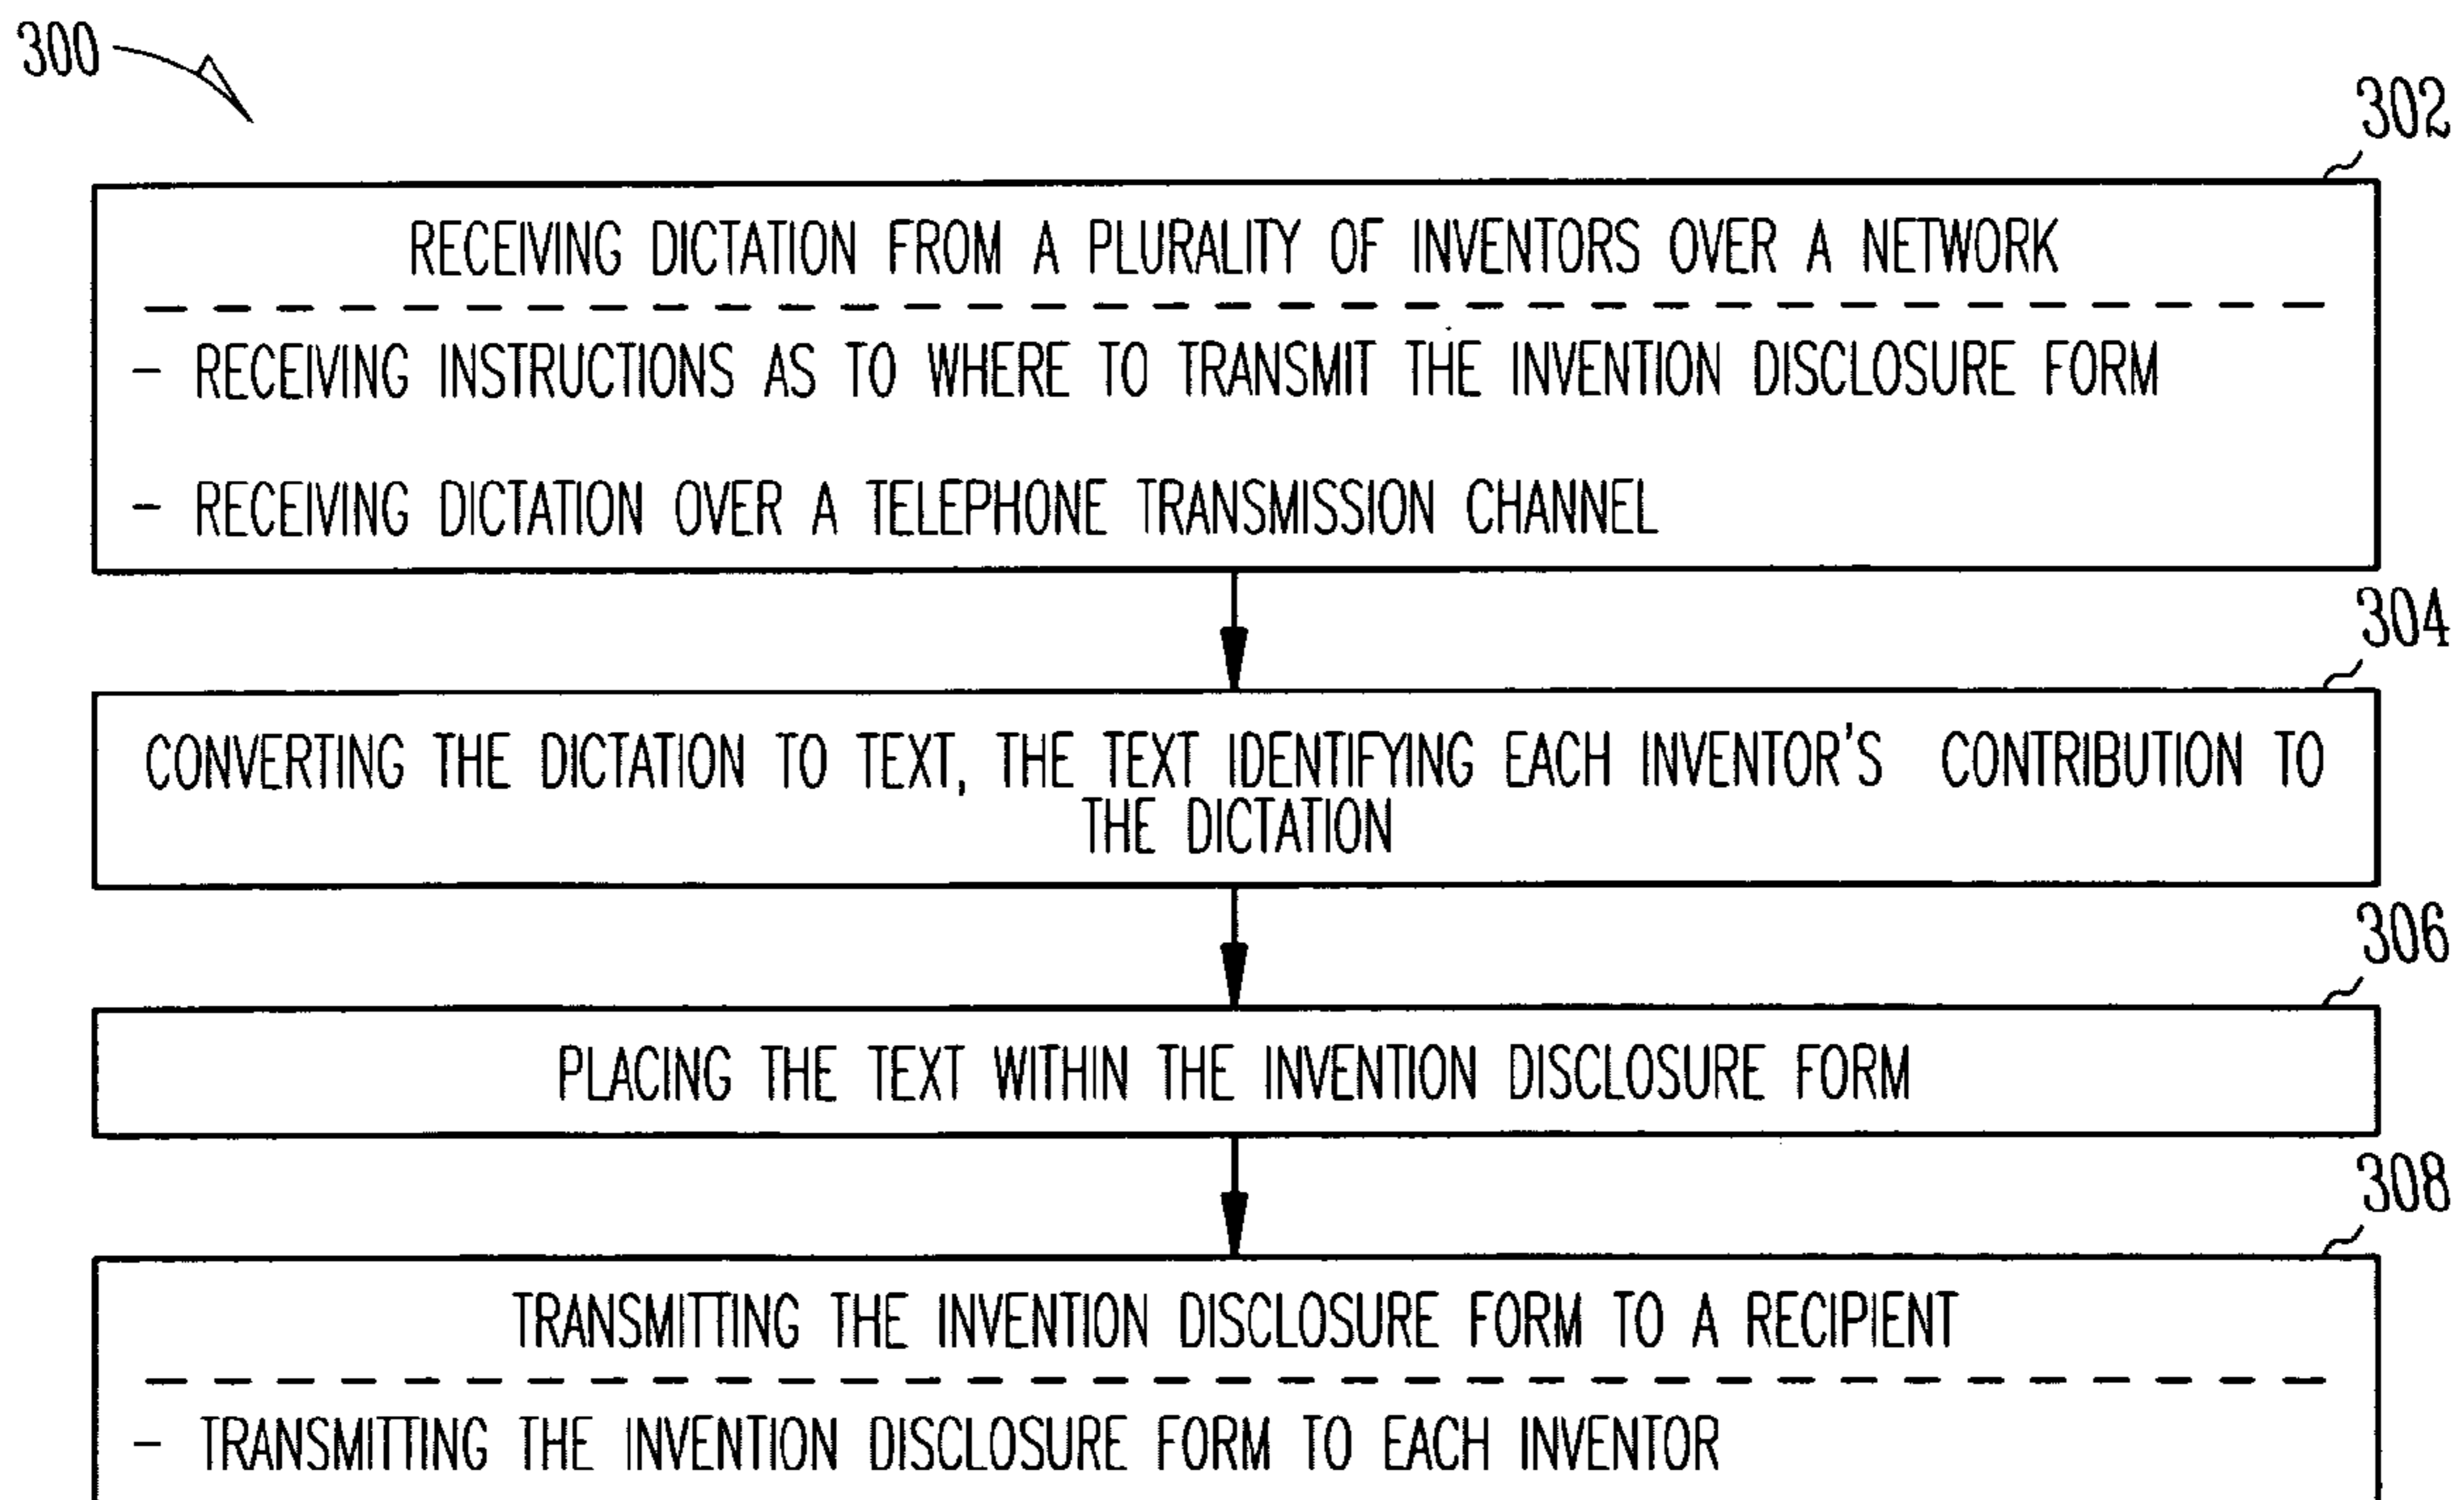 300
302
RECEIVING DICTATION FROM A PLURALITY OF INVENTORS OVER A NETWORK
- RECEIVING INSTRUCTIONS AS TO WHERE TO TRANSMIT THE INVENTION DISCLOSURE FORM
- RECEIVING DICTATION OVER A TELEPHONE TRANSMISSION CHANNEL
304
CONVERTING THE DICTATION TO TEXT, THE TEXT IDENTIFYING EACH INVENTOR'S CONTRIBUTION TO
THE DICTATION
306
PLACING THE TEXT WITHIN THE INVENTION DISCLOSURE FORM
308
TRANSMITTING THE INVENTION DISCLOSURE FORM TO A RECIPIENT
- TRANSMITTING THE INVENTION DISCLOSURE FORM TO EACH INVENTOR